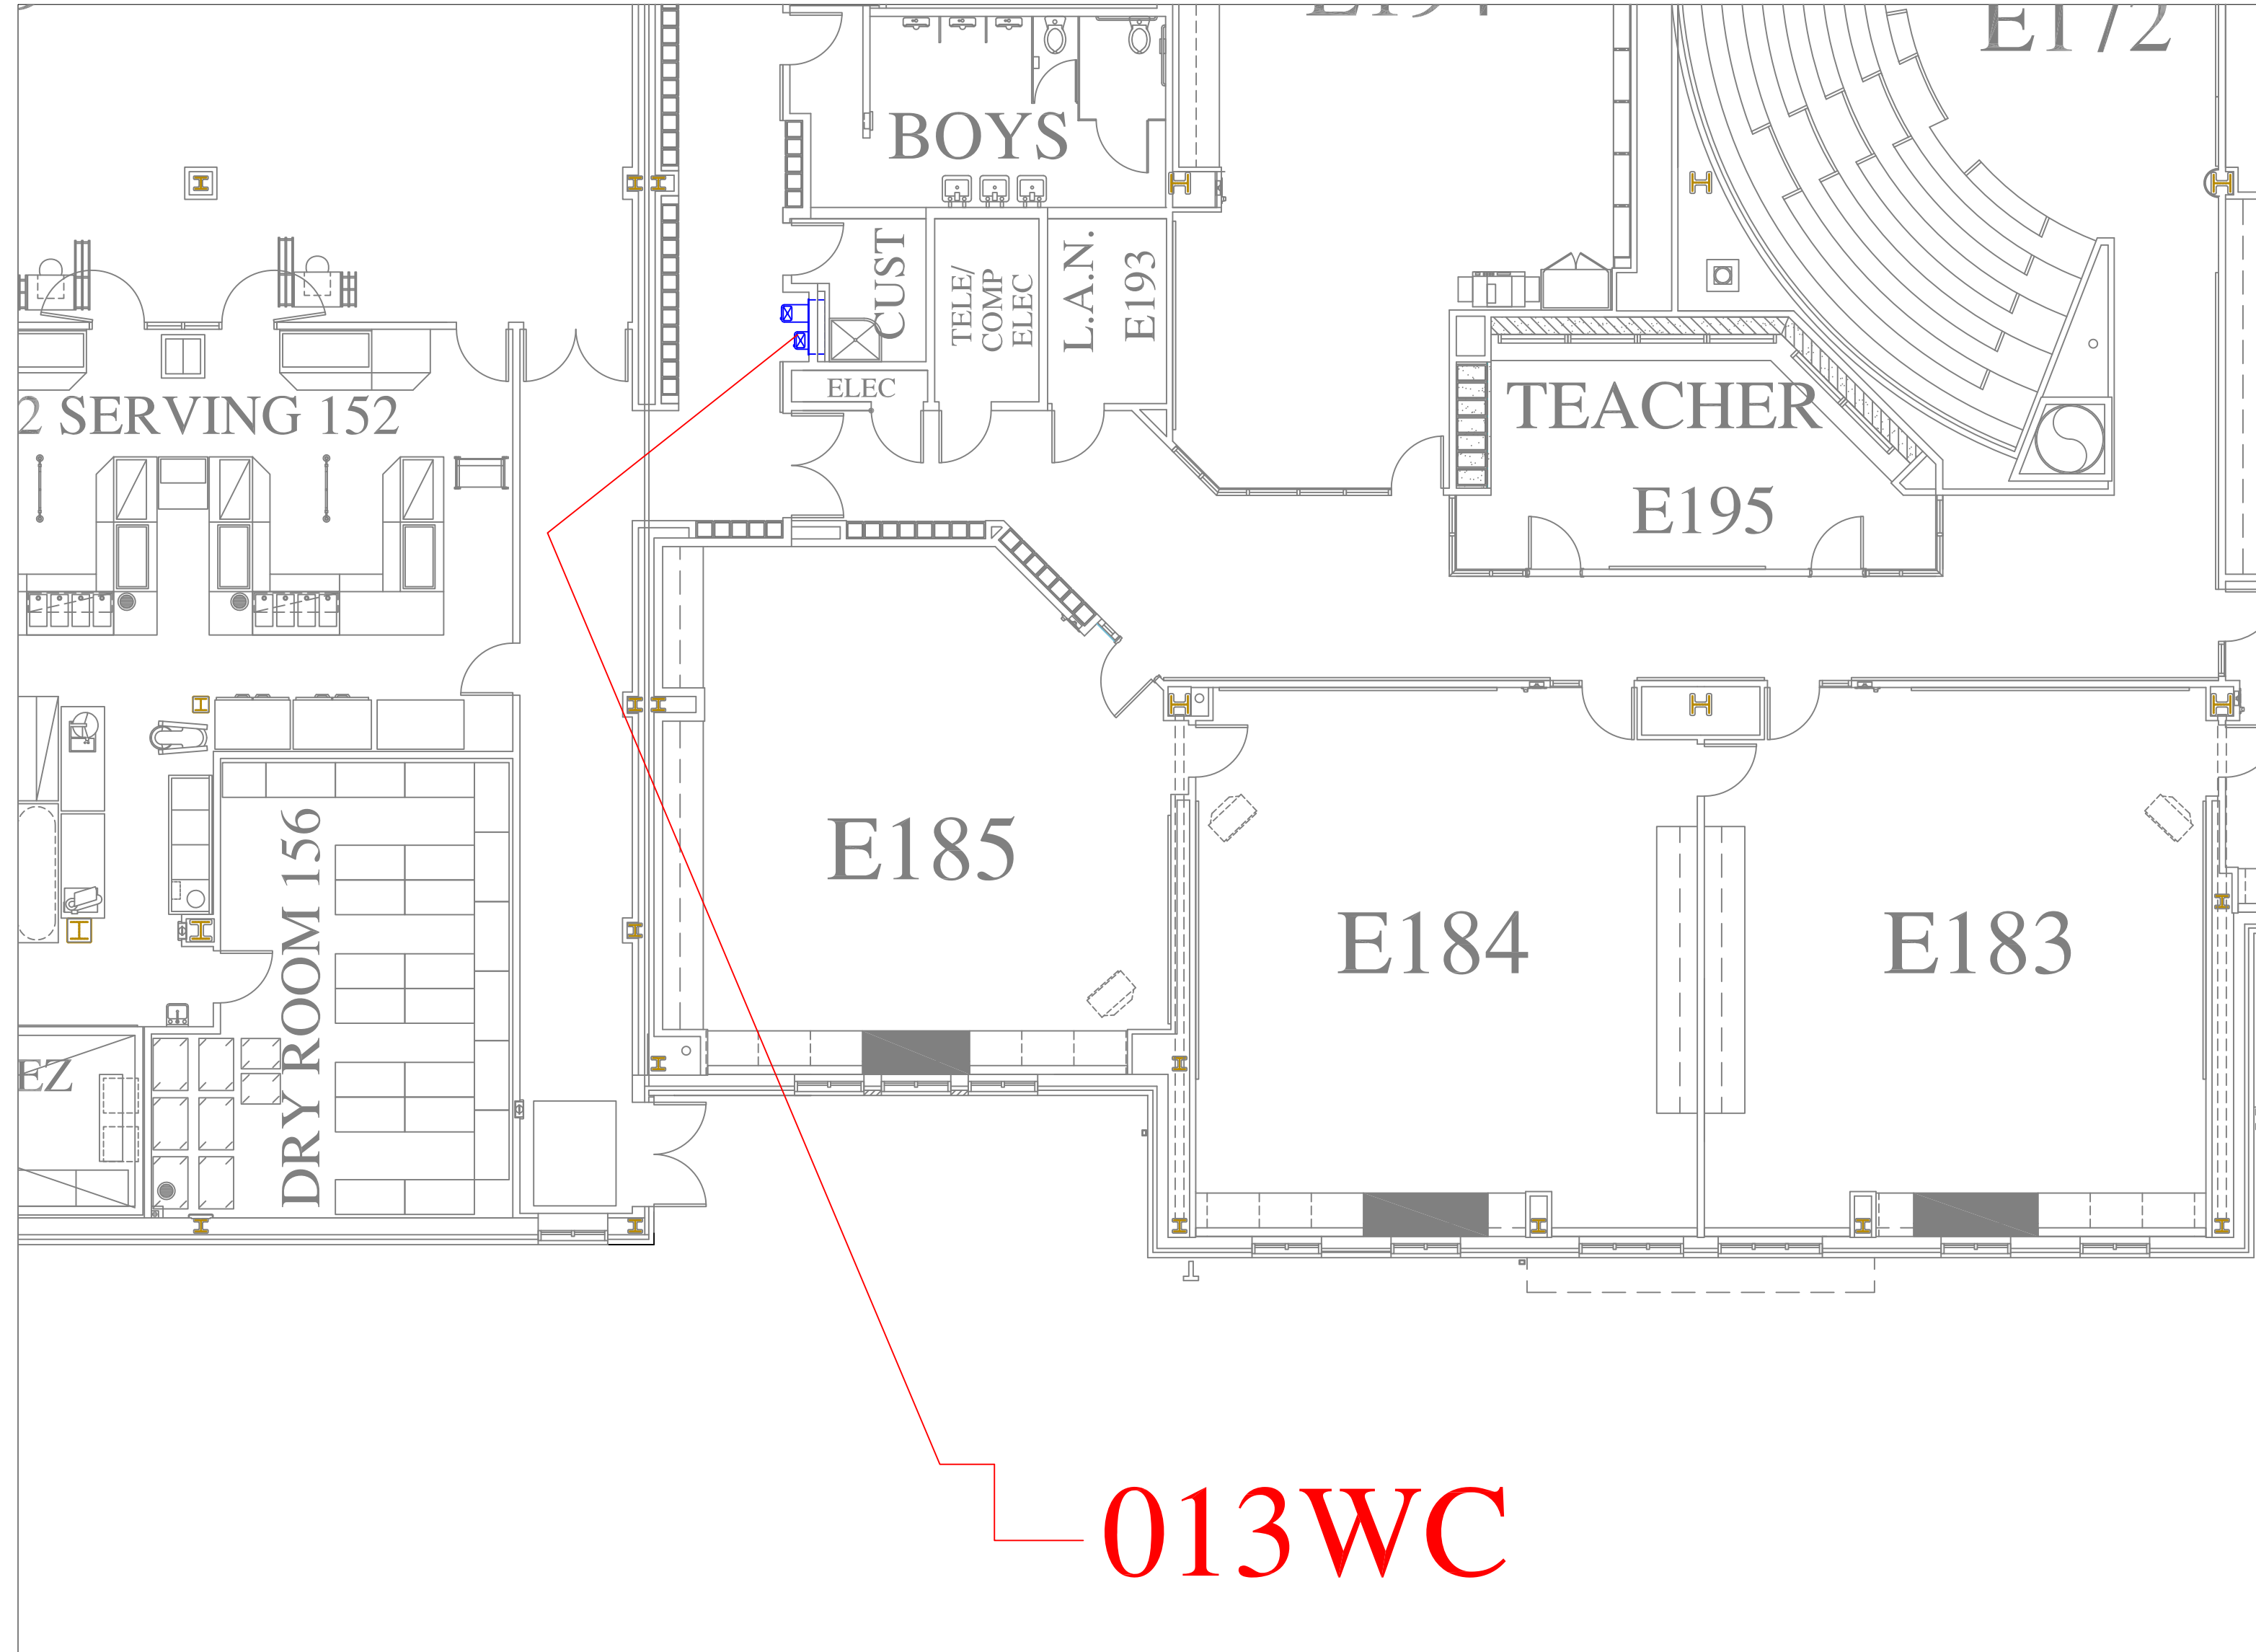 E172
BOYS
CUST
TELE/
COMP
ELEC
L.A.N.
E193
ELEC
2 SERVING 152
TEACHER
E195
E185
DRY ROOM 156
E184
E183
EZ
013WC